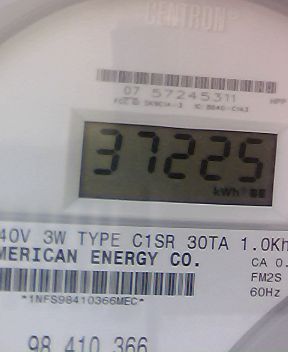 CENTRON®
07 57245311
HPP
37225
kWh
40V 3W TYPE C1SR 30TA 1.0Kh
MERICAN ENERGY CO.
CA 0.
FM2S
*1NFS98410366MEC*
60Hz
98 410 366